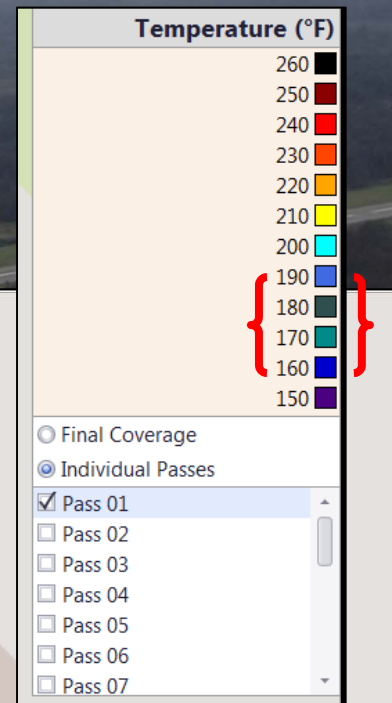 Temperature (°F)
260
250
240
230
220
210
200
190
180
170
160
150
Final Coverage
Individual Passes
Pass 01
Pass 02
Pass 03
Pass 04
Pass 05
Pass 06
Pass 07